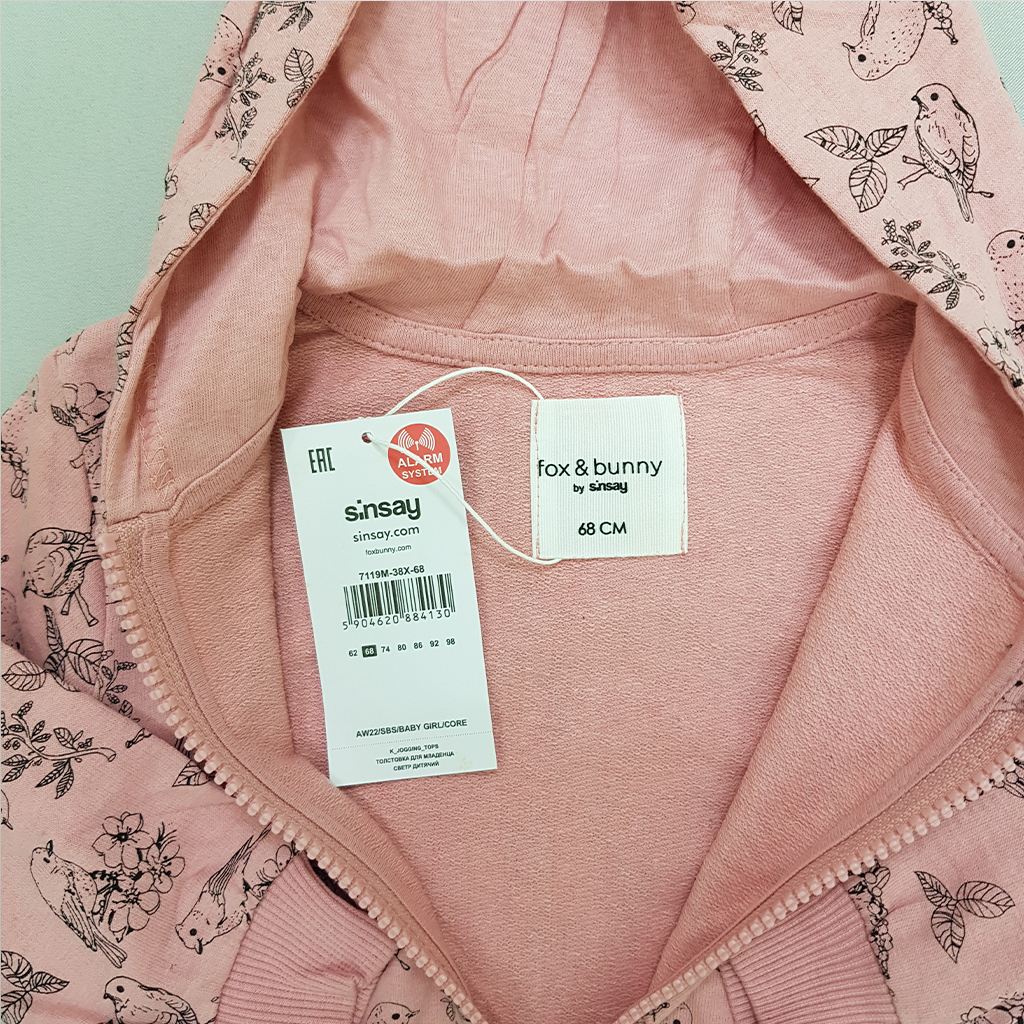 EAC
ALARM
SYSTEM
sinsay
sinsay.com
foxbunny.com
7119M-38X-68
5 904620 884130
62 68 74 80 86 92 98
AW22/SBS/BABY GIRL/CORE
K_JOGGING_TOPS
ТОЛСТОВКА ДЛЯ МЛАДЕНЦА
СВЕТР ДИТЯЧИЙ
fox & bunny
by sinsay
68 CM